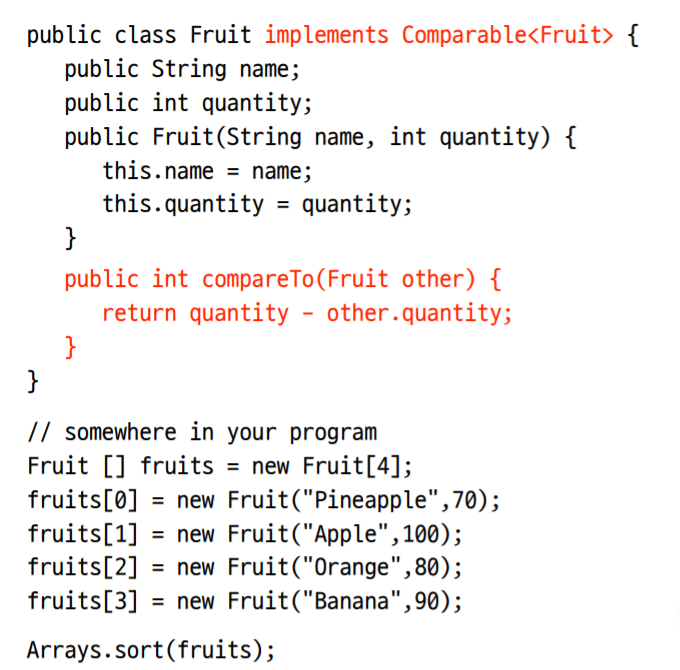 public class Fruit implements Comparable<Fruit> {
public String name;
public int quantity;
public Fruit(String name, int quantity) {
this.name = name;
this.quantity = quantity;
}
public int compareTo(Fruit other) {
return quantity - other.quantity;
}
}
// somewhere in your program
Fruit [] fruits = new Fruit[4];
fruits[0] = new Fruit("Pineapple",70);
fruits[1] = new Fruit("Apple",100);
fruits[2] = new Fruit("Orange",80);
fruits[3] = new Fruit("Banana",90);
Arrays.sort(fruits);